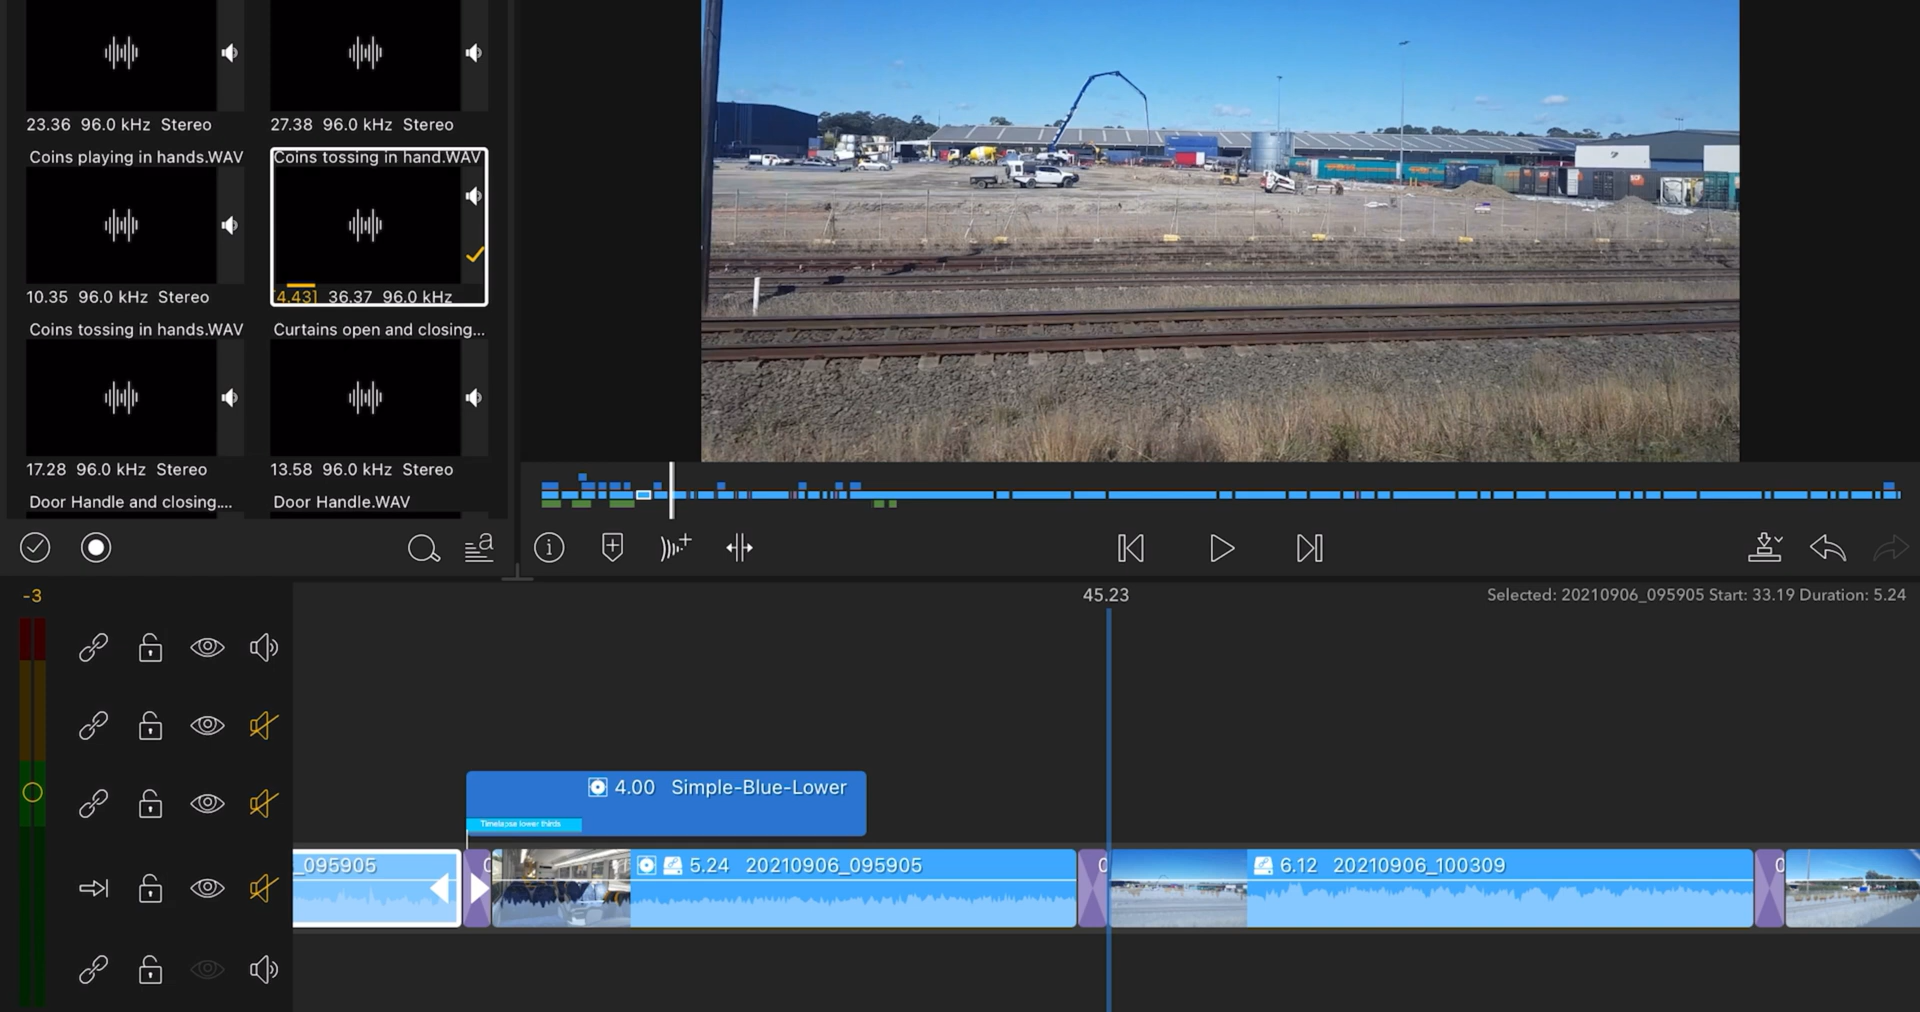 23.36 96.0 kHz Stereo
27.38 96.0 kHz Stereo
Coins playing in hands.WAV
Coins tossing in hand.WAV
10.35 96.0 kHz Stereo
[4.43] 36.37 96.0 kHz
Coins tossing in hands.WAV
Curtains open and closing...
17.28 96.0 kHz Stereo
13.58 96.0 kHz Stereo
Door Handle and closing....
Door Handle.WAV
-3
45.23
Selected: 20210906_095905 Start: 33.19 Duration: 5.24
4.00 Simple-Blue-Lower
Timelapse lower thirds
_095905
0
5.24 20210906_095905
0
6.12 20210906_100309
0